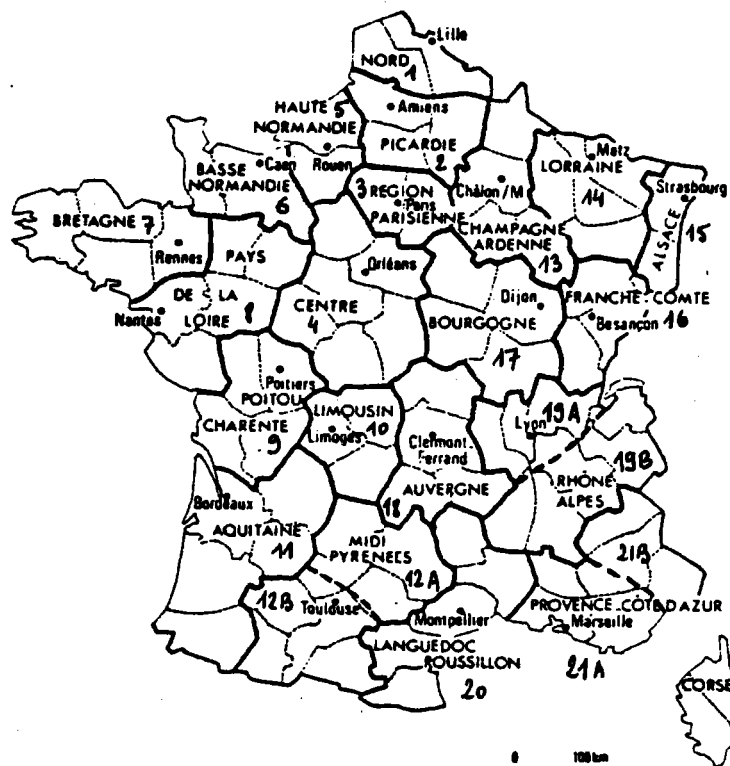 Lille
NORD 1
Amiens
HAUTE 5
NORMANDIE
PICARDIE 2
Rouen
Caen
BASSE
NORMANDIE
6
Metz
LORRAINE
14
Châlon/M
Strasbourg
ALSACE 15
3 REGION
Paris
PARISIENNE
CHAMPAGNE
ARDENNE
13
BRETAGNE 7
Rennes
PAYS
DE LA
LOIRE 8
Nantes
Orléans
CENTRE
4
Dijon
BOURGOGNE
17
FRANCHE-COMTE
Besançon 16
Poitiers
POITOU
CHARENTE
9
LIMOUSIN
Limoges 10
Clermont
Ferrand
AUVERGNE
18
Lyon
19A
19B
RHÔNE
ALPES
Bordeaux
AQUITAINE
11
MIDI
PYRENEES
12A
12B
Toulouse
21B
PROVENCE-COTE D'AZUR
Marseille
21A
Montpellier
LANGUEDOC
ROUSSILLON
20
CORSE
0 100 km